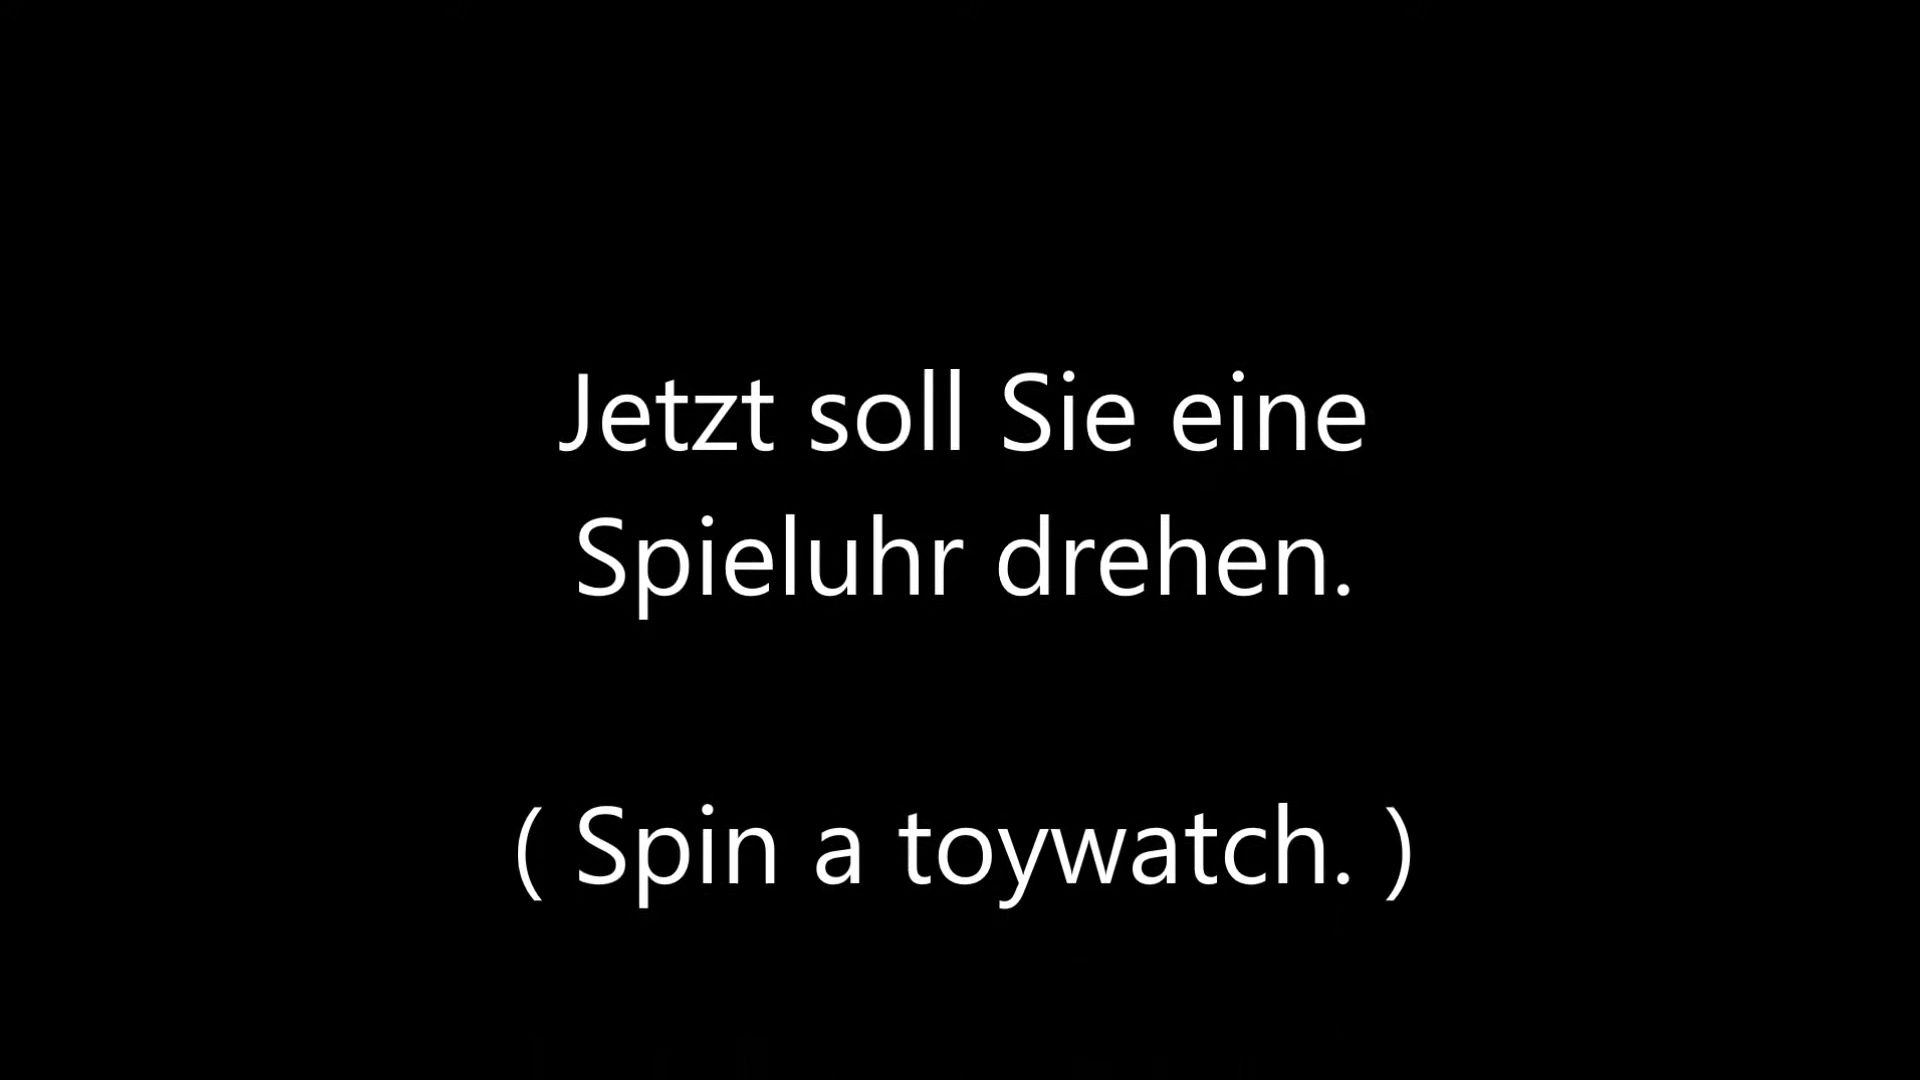 Jetzt soll Sie eine
Spieluhr drehen.
( Spin a toywatch. )